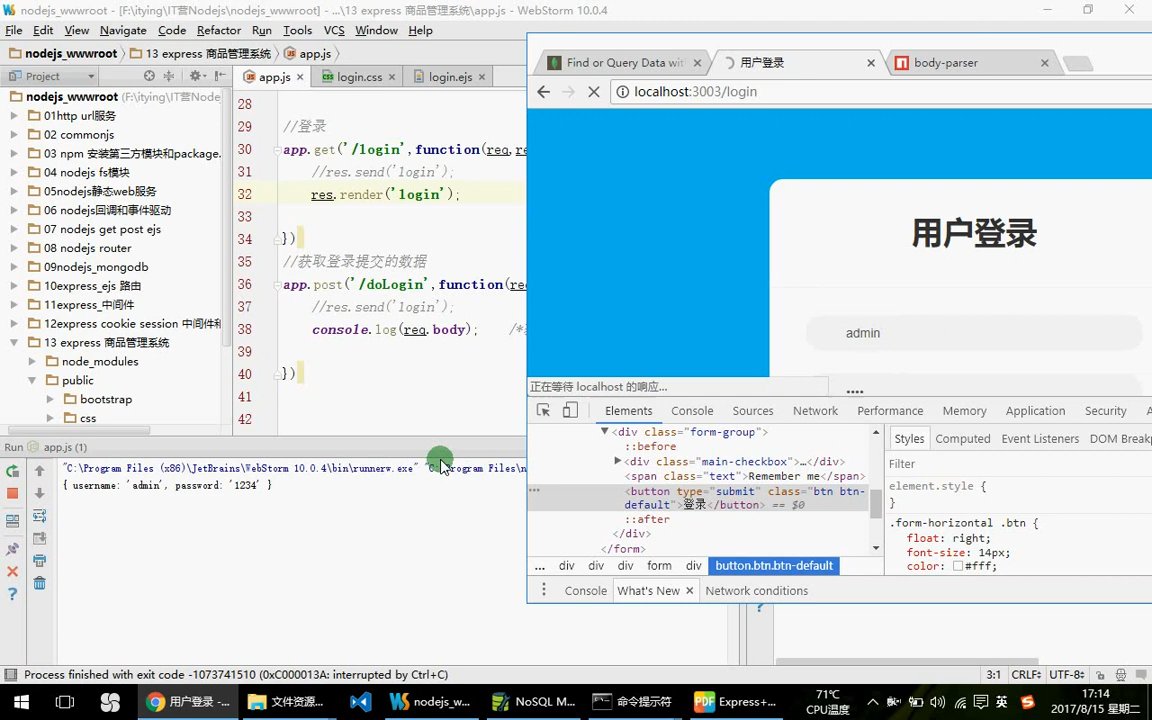 nodejs_wwwroot - [F:\itying\IT营Nodejs\nodejs_wwwroot] - ...\13 express 商品管理系统\app.js - WebStorm 10.0.4
File Edit View Navigate Code Refactor Run Tools VCS Window Help
nodejs_wwwroot 13 express 商品管理系统 app.js
Project
app.js login.css login.ejs
nodejs_wwwroot (F:\itying\IT营Node
01http url服务
02 commonjs
03 npm 安装第三方模块和package.
04 nodejs fs模块
05nodejs静态web服务
06 nodejs回调和事件驱动
07 nodejs get post ejs
08 nodejs router
09nodejs_mongodb
10express_ejs 路由
11express_中间件
12express cookie session 中间件和
13 express 商品管理系统
node_modules
public
bootstrap
css
28
29 //登录
30 app.get('/login',function(req,re
31 //res.send('login');
32 res.render('login');
33
34 })
35 //获取登录提交的数据
36 app.post('/doLogin',function(re
37 //res.send('login');
38 console.log(req.body); /*
39
40 })
41
42
Find or Query Data wit
用户登录
body-parser
localhost:3003/login
用户登录
admin
••••
正在等待 localhost 的响应...
Elements Console Sources Network Performance Memory Application Security
<div class="form-group">
::before
<div class="main-checkbox">…</div>
<span class="text">Remember me</span>
<button type="submit" class="btn btn-
default">登录</button> == $0
::after
</div>
</form>
... div div div form div button.btn.btn-default
Styles Computed Event Listeners DOM Breakp
Filter
element.style {
}
.form-horizontal .btn {
float: right;
font-size: 14px;
color: #fff;
Console What's New Network conditions
Run app.js (1)
"C:\Program Files (x86)\JetBrains\WebStorm 10.0.4\bin\runnerw.exe" "C:\Program Files\n
{ username: 'admin', password: '1234' }
Process finished with exit code -1073741510 (0xC000013A: interrupted by Ctrl+C)
3:1 CRLF UTF-8
用户登录 -...
文件资源...
nodejs_w...
NoSQL M...
命令提示符
Express+...
71℃
CPU温度
英
17:14
2017/8/15 星期二